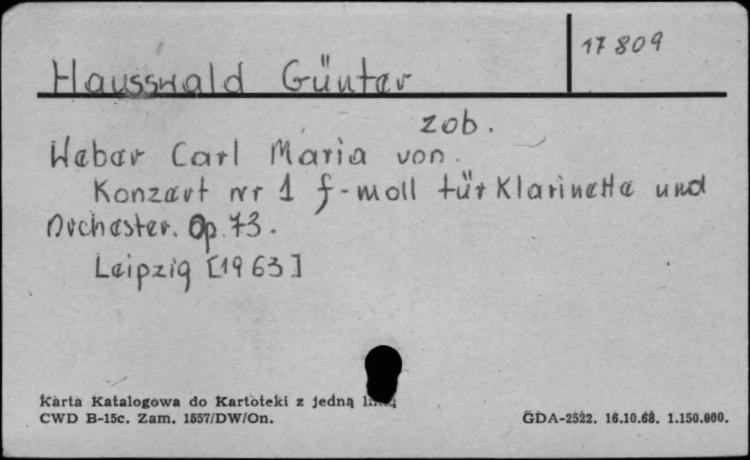 17809
Hausswald Günter
zob.
Weber Carl Maria von.
Konzert nr 1 f-moll für Klarinette und
Orchester. Op. 73.
Leipzig [1963]
Karta Katalogowa do Kartoteki z jedną linią
CWD B-15c. Zam. 1557/DW/On.
GDA-2522. 16.10.68. 1.150.000.